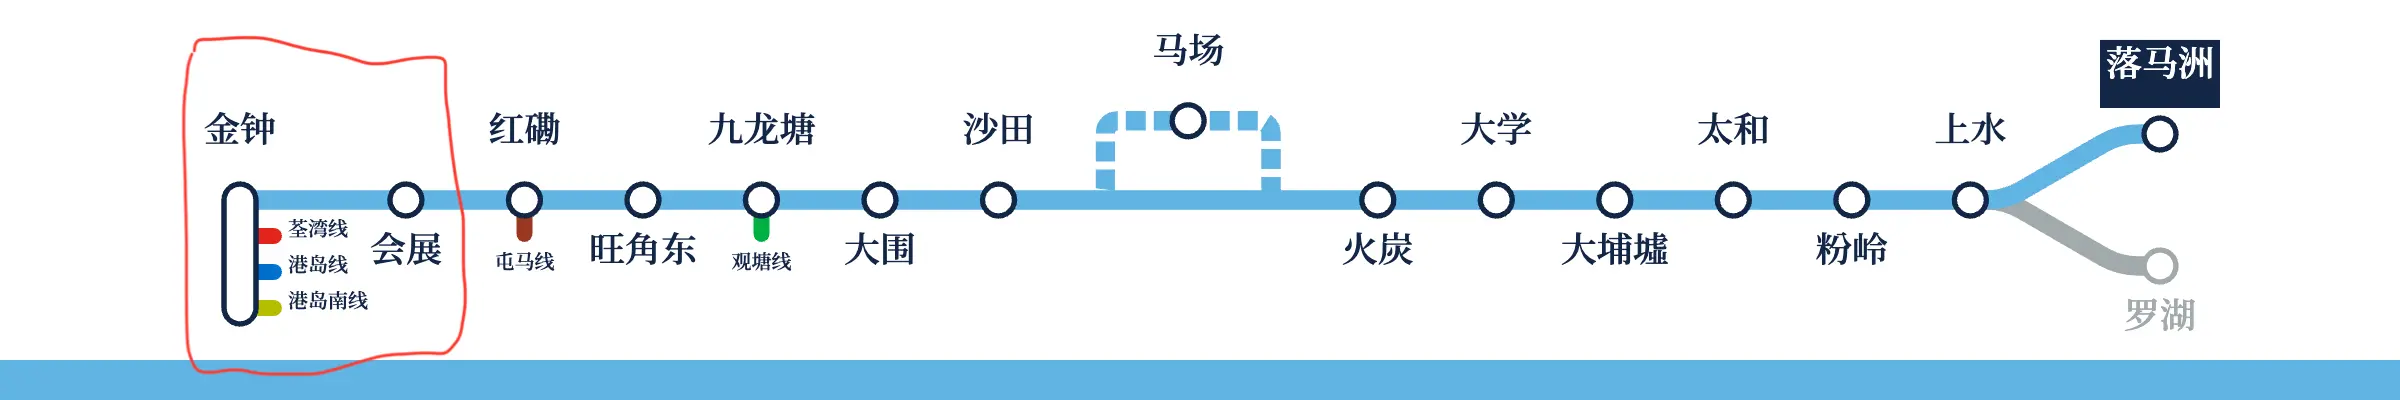 金钟
荃湾线
港岛线
港岛南线
会展
红磡
屯马线
旺角东
九龙塘
观塘线
大围
沙田
马场
火炭
大学
大埔墟
太和
粉岭
上水
落马洲
罗湖